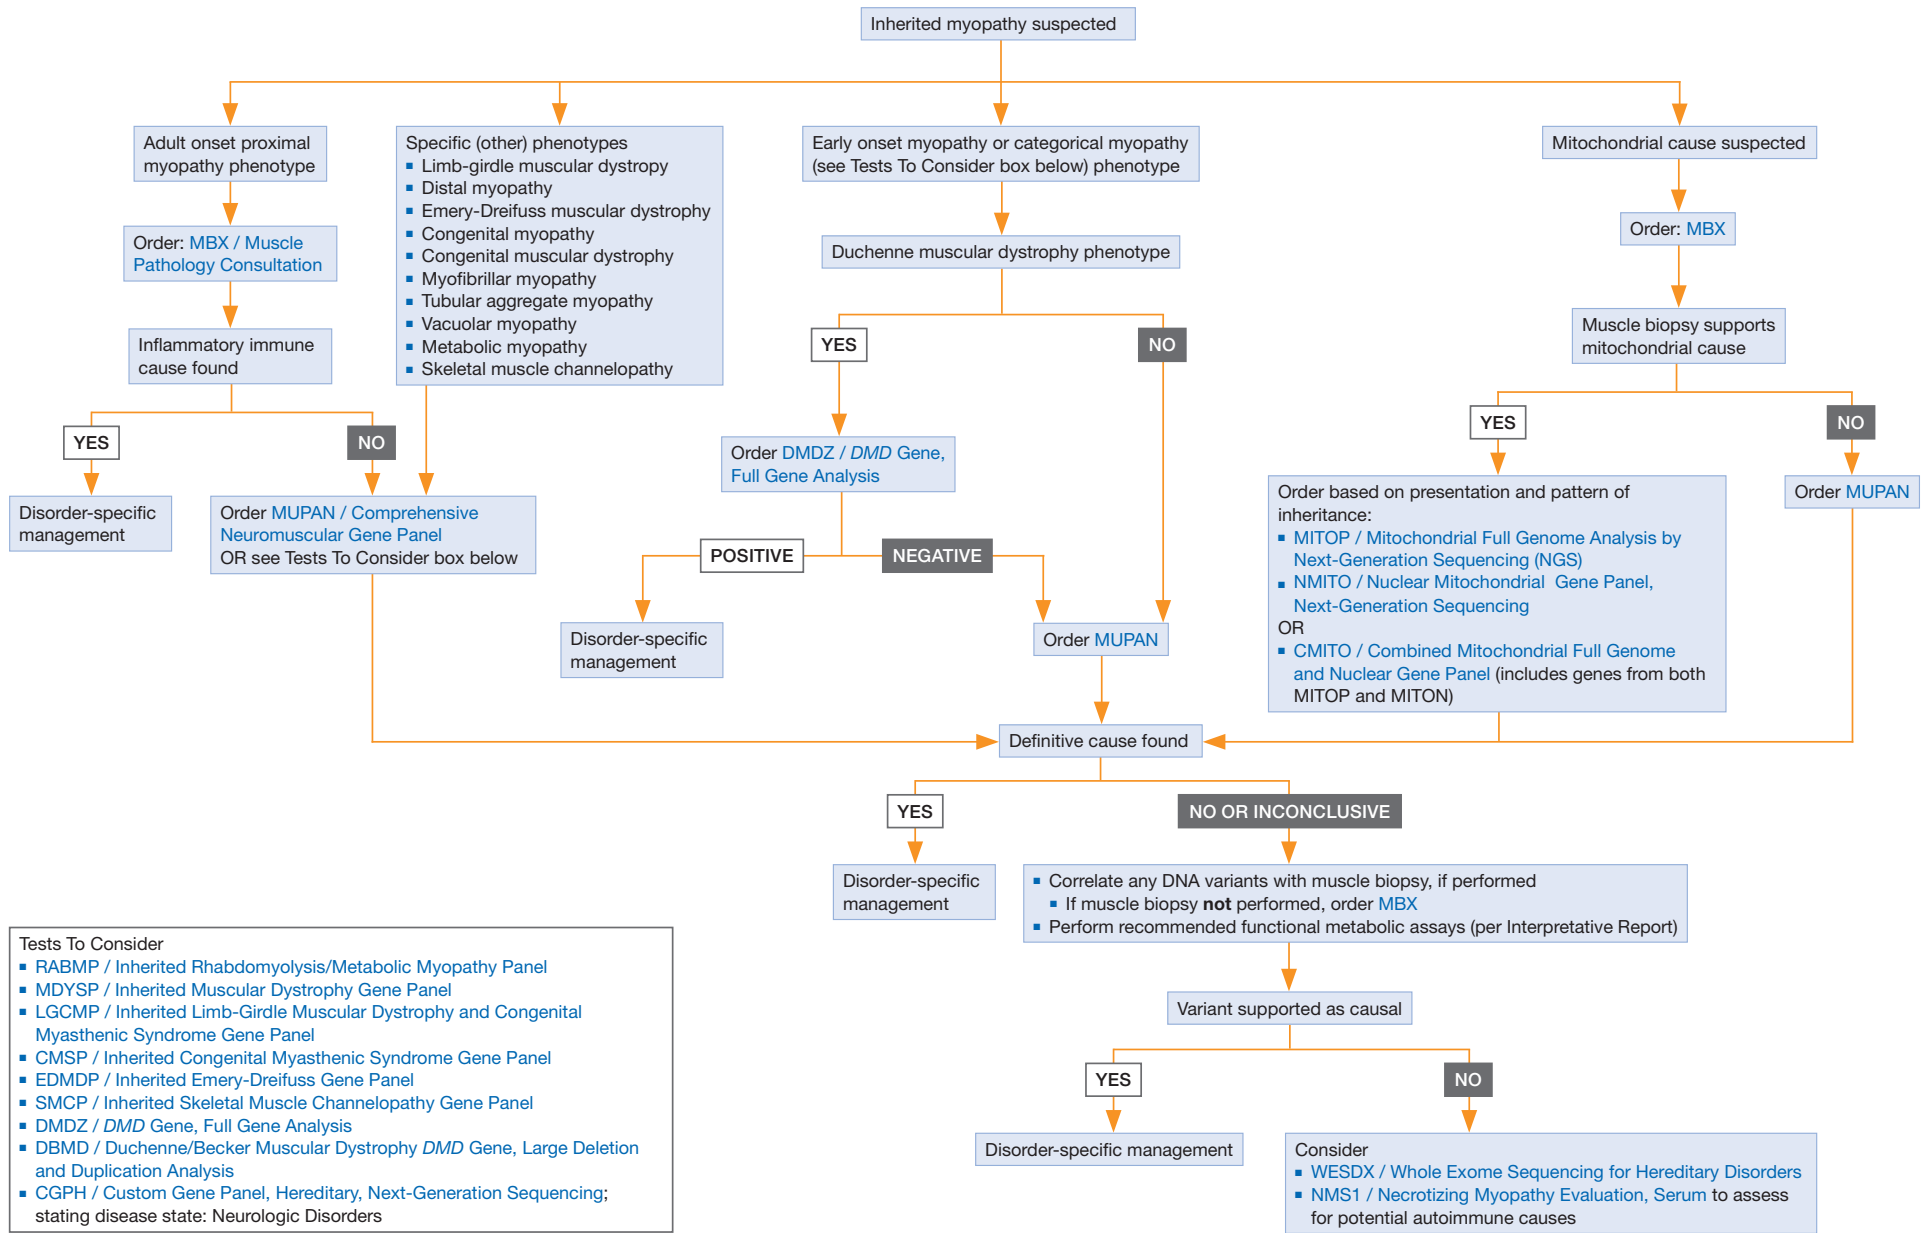 Inherited myopathy suspected
Adult onset proximal
myopathy phenotype
Order: MBX / Muscle
Pathology Consultation
Inflammatory immune
cause found
YES
NO
Disorder-specific
management
Order MUPAN / Comprehensive
Neuromuscular Gene Panel
OR see Tests To Consider box below
Specific (other) phenotypes
▪ Limb-girdle muscular dystropy
▪ Distal myopathy
▪ Emery-Dreifuss muscular dystrophy
▪ Congenital myopathy
▪ Congenital muscular dystrophy
▪ Myofibrillar myopathy
▪ Tubular aggregate myopathy
▪ Vacuolar myopathy
▪ Metabolic myopathy
▪ Skeletal muscle channelopathy
Early onset myopathy or categorical myopathy
(see Tests To Consider box below) phenotype
Duchenne muscular dystrophy phenotype
YES
NO
Order DMDZ / DMD Gene,
Full Gene Analysis
POSITIVE
NEGATIVE
Disorder-specific
management
Order MUPAN
Mitochondrial cause suspected
Order: MBX
Muscle biopsy supports
mitochondrial cause
YES
NO
Order based on presentation and pattern of
inheritance:
▪ MITOP / Mitochondrial Full Genome Analysis by
Next-Generation Sequencing (NGS)
▪ NMITO / Nuclear Mitochondrial Gene Panel,
Next-Generation Sequencing
OR
▪ CMITO / Combined Mitochondrial Full Genome
and Nuclear Gene Panel (includes genes from both
MITOP and MITON)
Order MUPAN
Definitive cause found
YES
NO OR INCONCLUSIVE
Disorder-specific
management
▪ Correlate any DNA variants with muscle biopsy, if performed
▪ If muscle biopsy not performed, order MBX
▪ Perform recommended functional metabolic assays (per Interpretative Report)
Variant supported as causal
YES
NO
Disorder-specific management
Consider
▪ WESDX / Whole Exome Sequencing for Hereditary Disorders
▪ NMS1 / Necrotizing Myopathy Evaluation, Serum to assess
for potential autoimmune causes
Tests To Consider
▪ RABMP / Inherited Rhabdomyolysis/Metabolic Myopathy Panel
▪ MDYSP / Inherited Muscular Dystrophy Gene Panel
▪ LGCMP / Inherited Limb-Girdle Muscular Dystrophy and Congenital
Myasthenic Syndrome Gene Panel
▪ CMSP / Inherited Congenital Myasthenic Syndrome Gene Panel
▪ EDMDP / Inherited Emery-Dreifuss Gene Panel
▪ SMCP / Inherited Skeletal Muscle Channelopathy Gene Panel
▪ DMDZ / DMD Gene, Full Gene Analysis
▪ DBMD / Duchenne/Becker Muscular Dystrophy DMD Gene, Large Deletion
and Duplication Analysis
▪ CGPH / Custom Gene Panel, Hereditary, Next-Generation Sequencing;
stating disease state: Neurologic Disorders